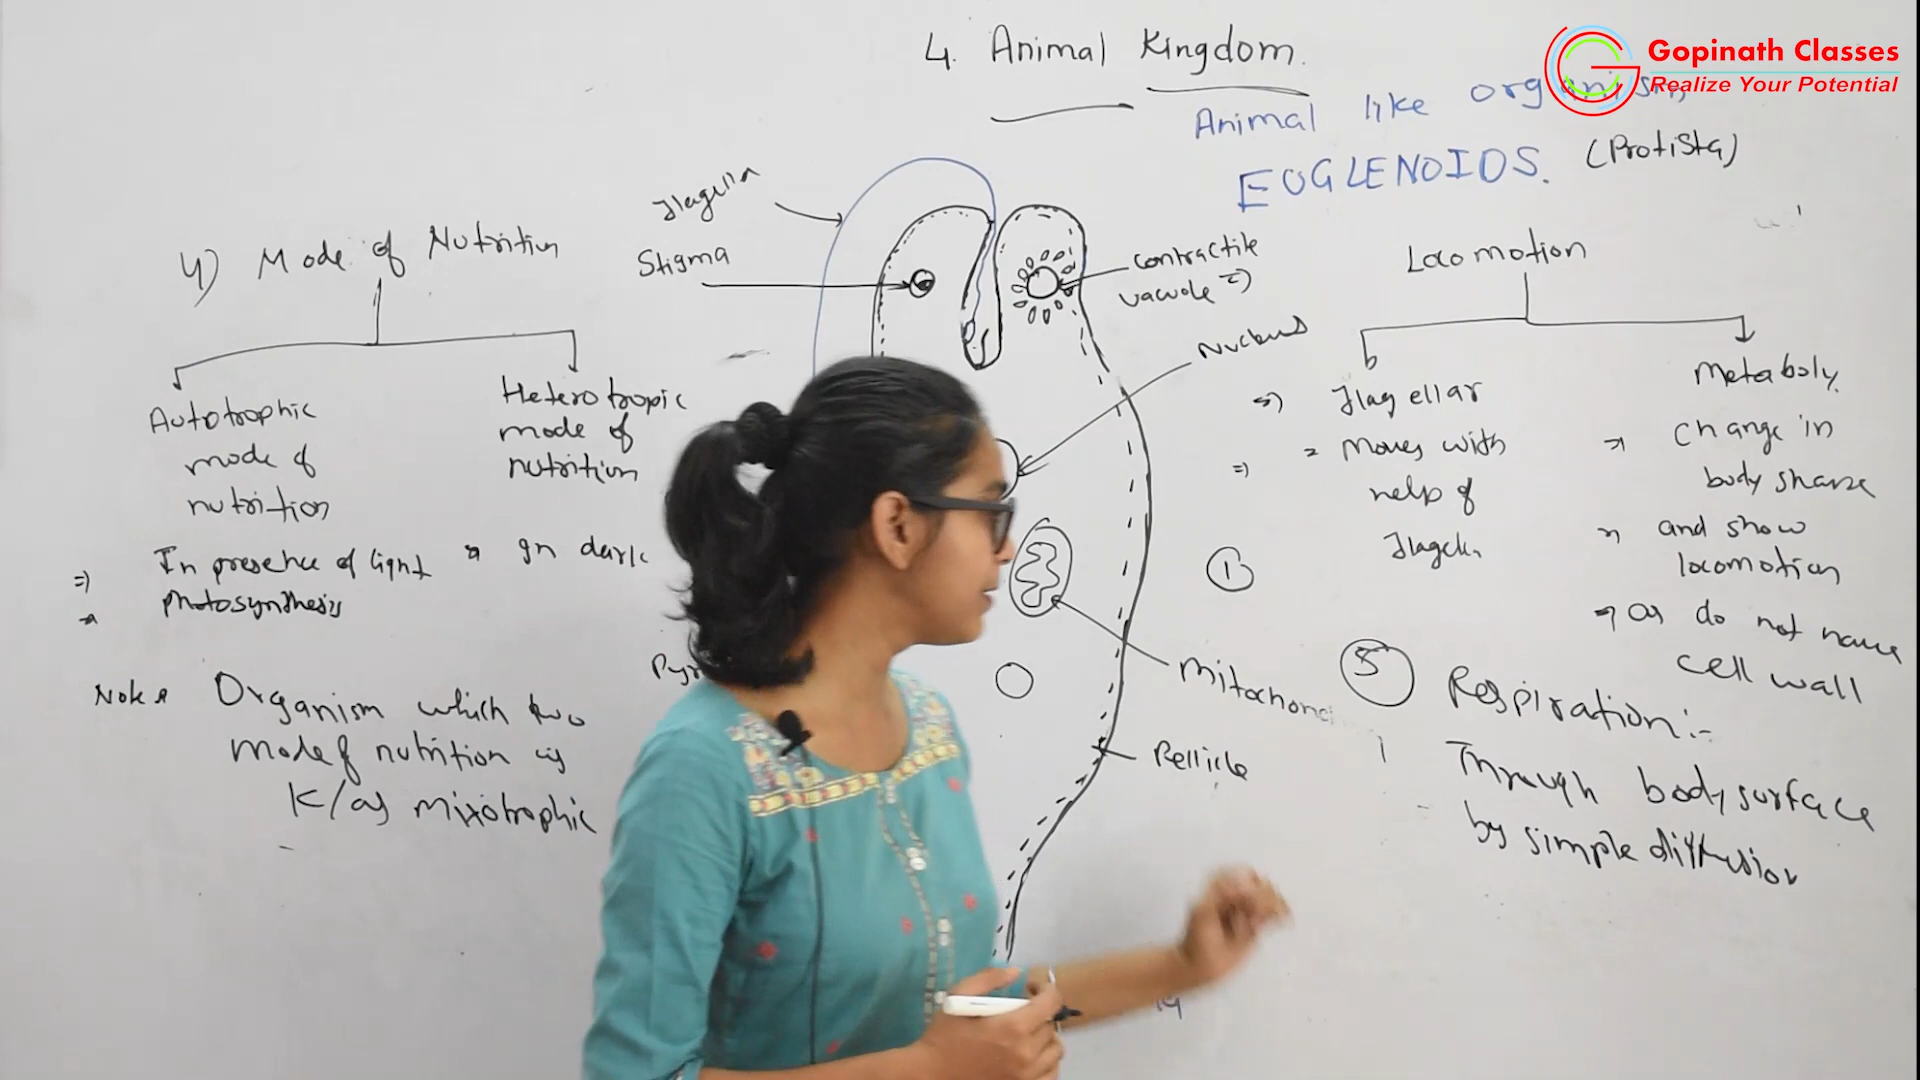 4. Animal Kingdom.
Gopinath Classes
Realize Your Potential
Animal like organism
EUGLENOIDS. (Protista)
4) Mode of Nutrition
Autotrophic
mode of
nutrition
⇒ In presence of light
→ Photosynthesis
Heterotropic
mode of
nutrition
→ In dark
Note: Organism which two
mode of nutrition is
K/as mixotrophic
Flagella
Stigma
contractile
vacuole
Nucleus
Mitochond
Pellicle
Pyr
①
Locomotion
Flagellar
= Moves with
help of
Metaboly.
→ Change in
body shape
and show
locomotion
→ as do not have
cell wall
⑤ Respiration:-
Through body surface
by simple diffusion